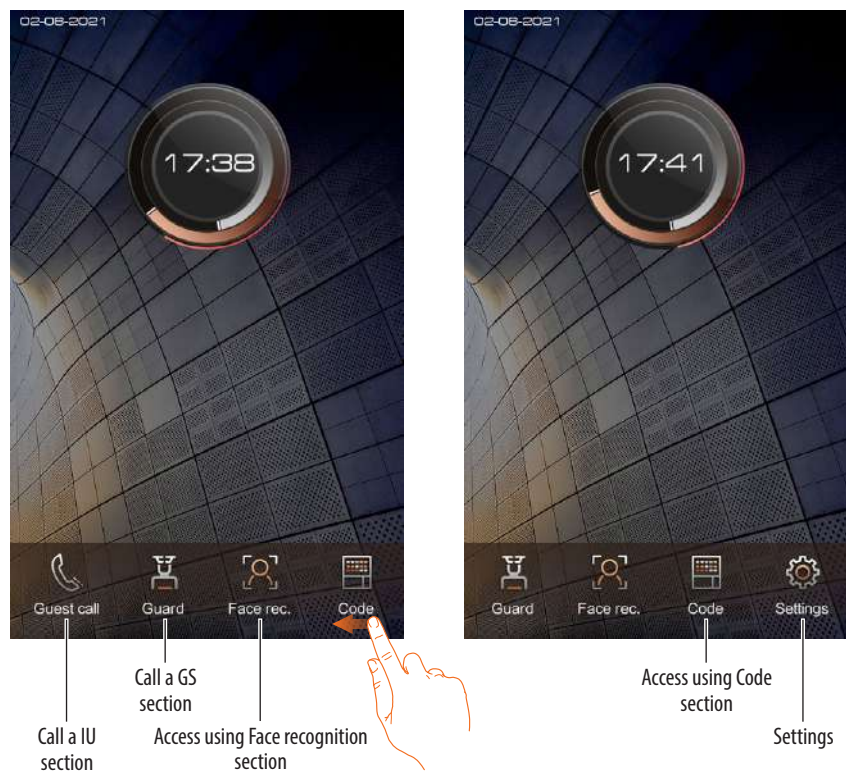 02-08-2021
17:38
Guest call
Guard
Face rec.
Code
Call a GS
section
Call a IU
section
Access using Face recognition
section
02-08-2021
17:41
Guard
Face rec.
Code
Settings
Access using Code
section
Settings